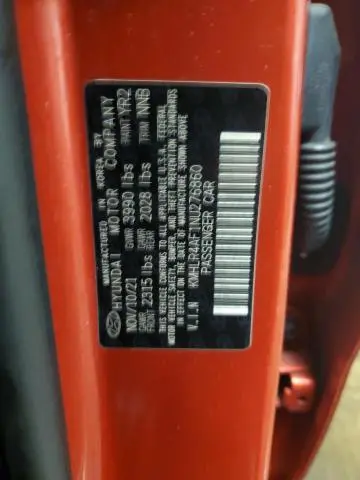 MANUFACTURED IN KOREA BY
HYUNDAI MOTOR COMPANY
NOV/10/21 GVWR 3990 lbs YR2
GAWR FRONT 2315 lbs GAWR REAR 2028 lbs TRIM NNB
THIS VEHICLE CONFORMS TO ALL APPLICABLE U.S.A. FEDERAL
MOTOR VEHICLE SAFETY, BUMPER, AND THEFT PREVENTION STANDARDS
IN EFFECT ON THE DATE OF MANUFACTURE SHOWN ABOVE
V.I.N KMHLR4AF1NU276860
PASSENGER CAR